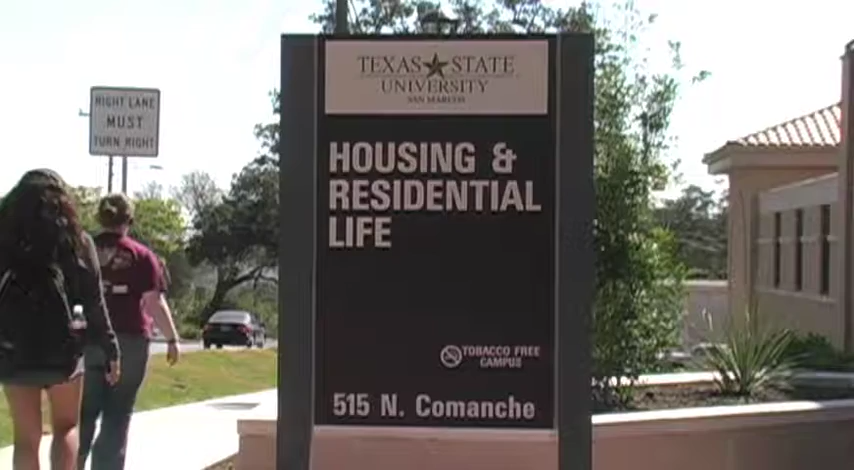 RIGHT LANE
MUST
TURN RIGHT
TEXAS STATE
UNIVERSITY
SAN MARCOS
HOUSING &
RESIDENTIAL
LIFE
TOBACCO FREE
CAMPUS
515 N. Comanche